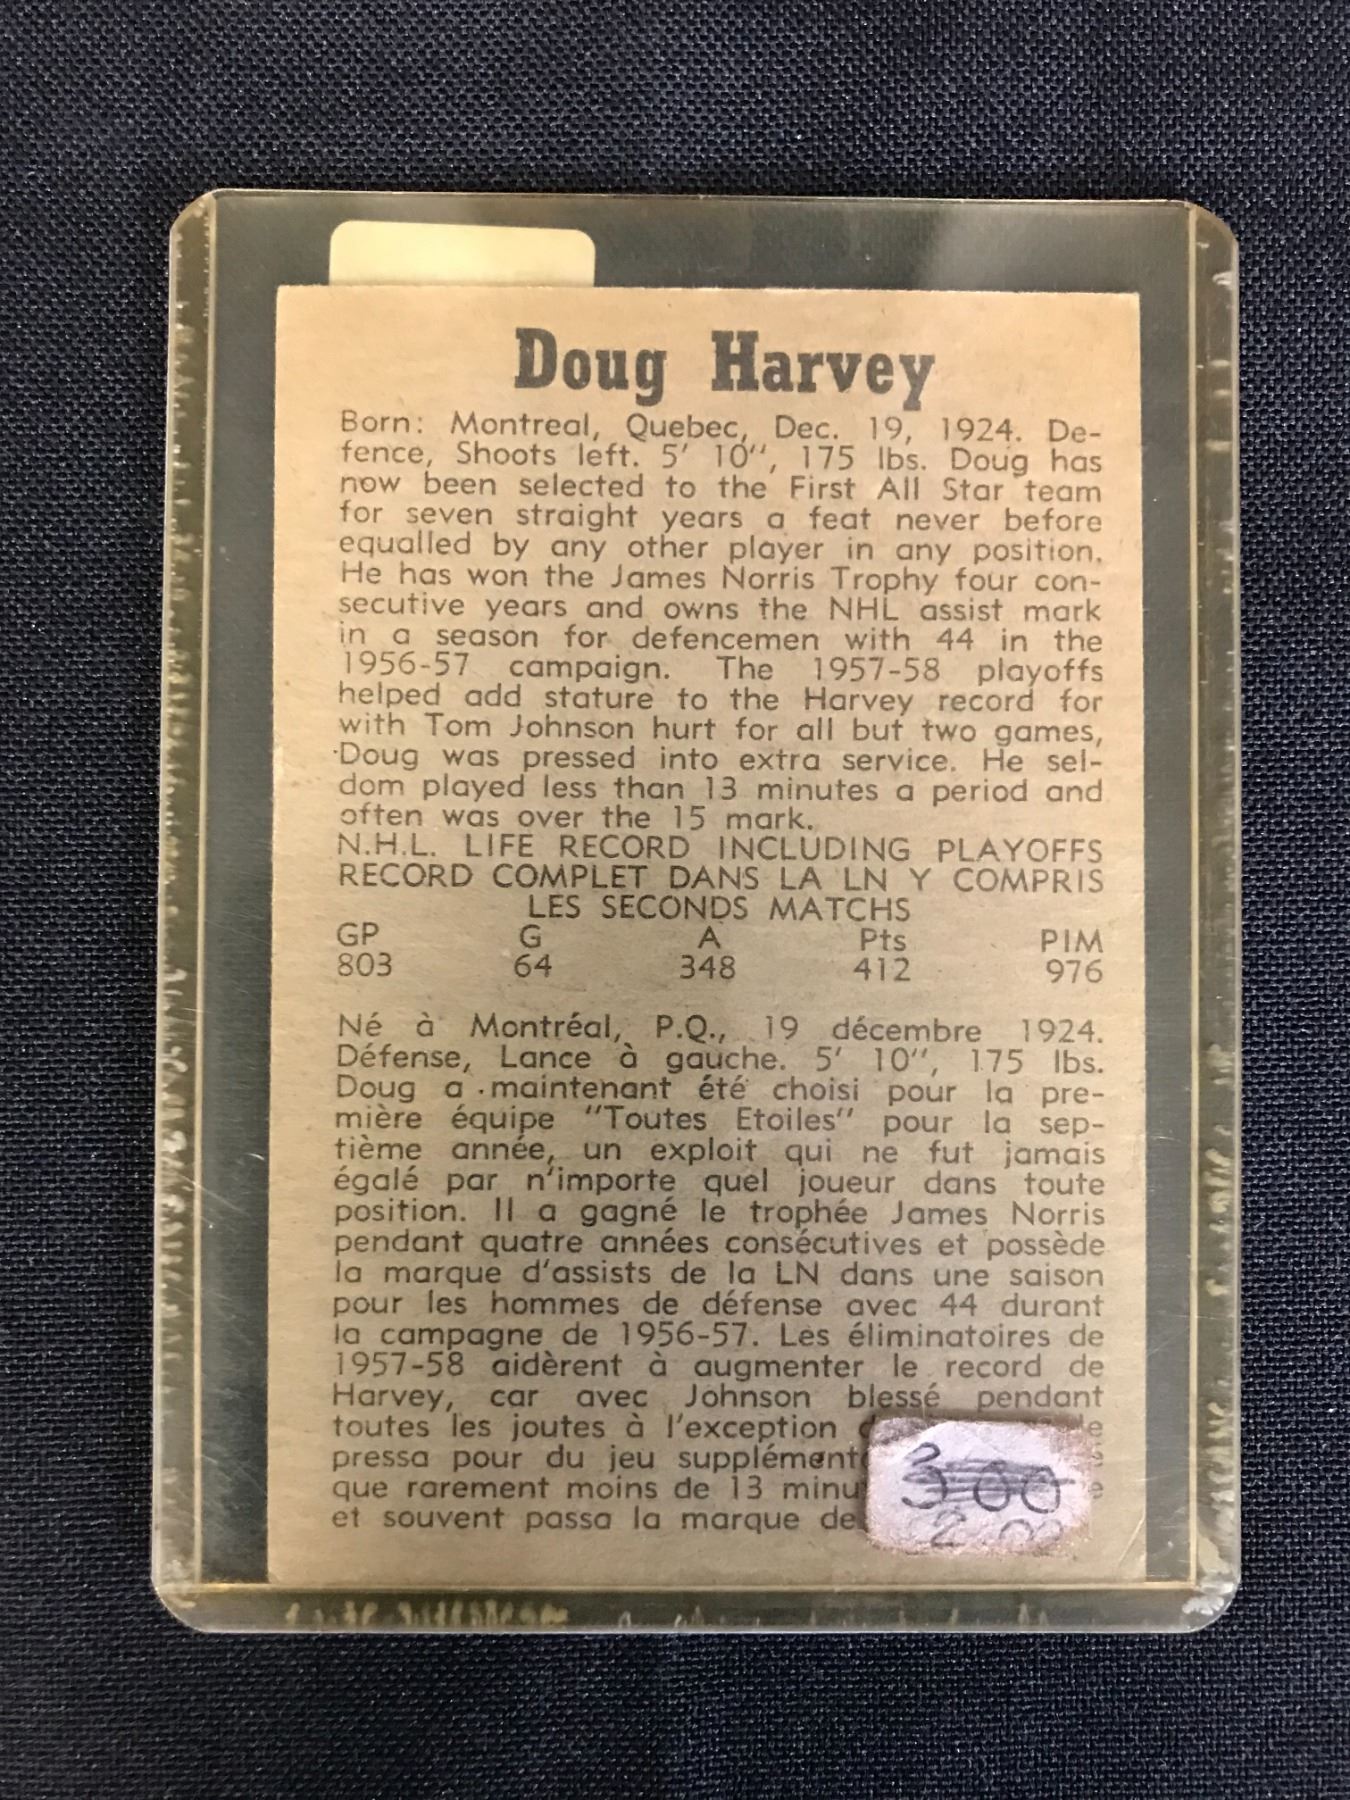 Doug Harvey
Born: Montreal, Quebec, Dec. 19, 1924. De-
fence, Shoots left. 5' 10", 175 lbs. Doug has
now been selected to the First All Star team
for seven straight years a feat never before
equalled by any other player in any position.
He has won the James Norris Trophy four con-
secutive years and owns the NHL assist mark
in a season for defencemen with 44 in the
1956-57 campaign. The 1957-58 playoffs
helped add stature to the Harvey record for
with Tom Johnson hurt for all but two games,
Doug was pressed into extra service. He sel-
dom played less than 13 minutes a period and
often was over the 15 mark.
N.H.L. LIFE RECORD INCLUDING PLAYOFFS
RECORD COMPLET DANS LA LN Y COMPRIS
LES SECONDS MATCHS
GP G A Pts PIM
803 64 348 412 976
Né à Montréal, P.Q., 19 décembre 1924.
Défense, Lance à gauche. 5' 10", 175 lbs.
Doug a maintenant été choisi pour la pre-
mière équipe "Toutes Etoiles" pour la sep-
tième année, un exploit qui ne fut jamais
égalé par n'importe quel joueur dans toute
position. Il a gagné le trophée James Norris
pendant quatre années consécutives et possède
la marque d'assists de la LN dans une saison
pour les hommes de défense avec 44 durant
la campagne de 1956-57. Les éliminatoires de
1957-58 aidèrent à augmenter le record de
Harvey, car avec Johnson blessé pendant
toutes les joutes à l'exception
pressa pour du jeu supplément
que rarement moins de 13 minu
et souvent passa la marque de
3 00
2.00